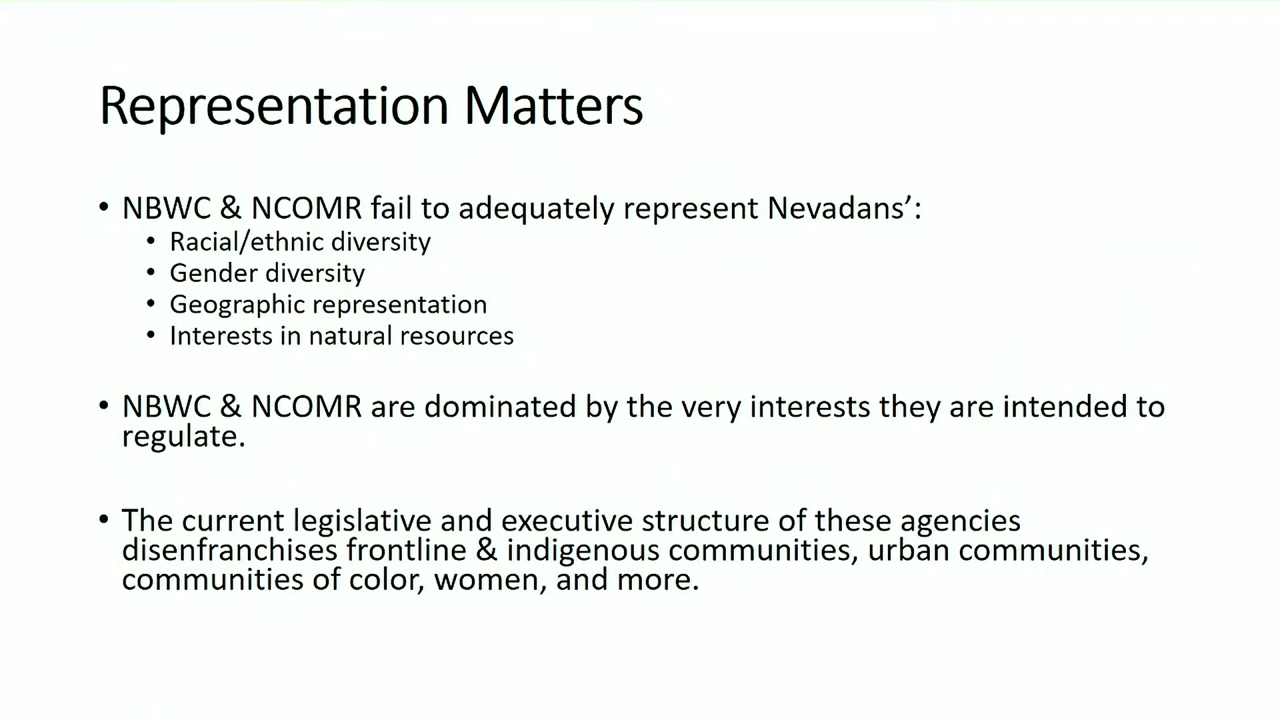 Representation Matters
• NBWC & NCOMR fail to adequately represent Nevadans’:
• Racial/ethnic diversity
• Gender diversity
• Geographic representation
• Interests in natural resources
• NBWC & NCOMR are dominated by the very interests they are intended to
regulate.
• The current legislative and executive structure of these agencies
disenfranchises frontline & indigenous communities, urban communities,
communities of color, women, and more.